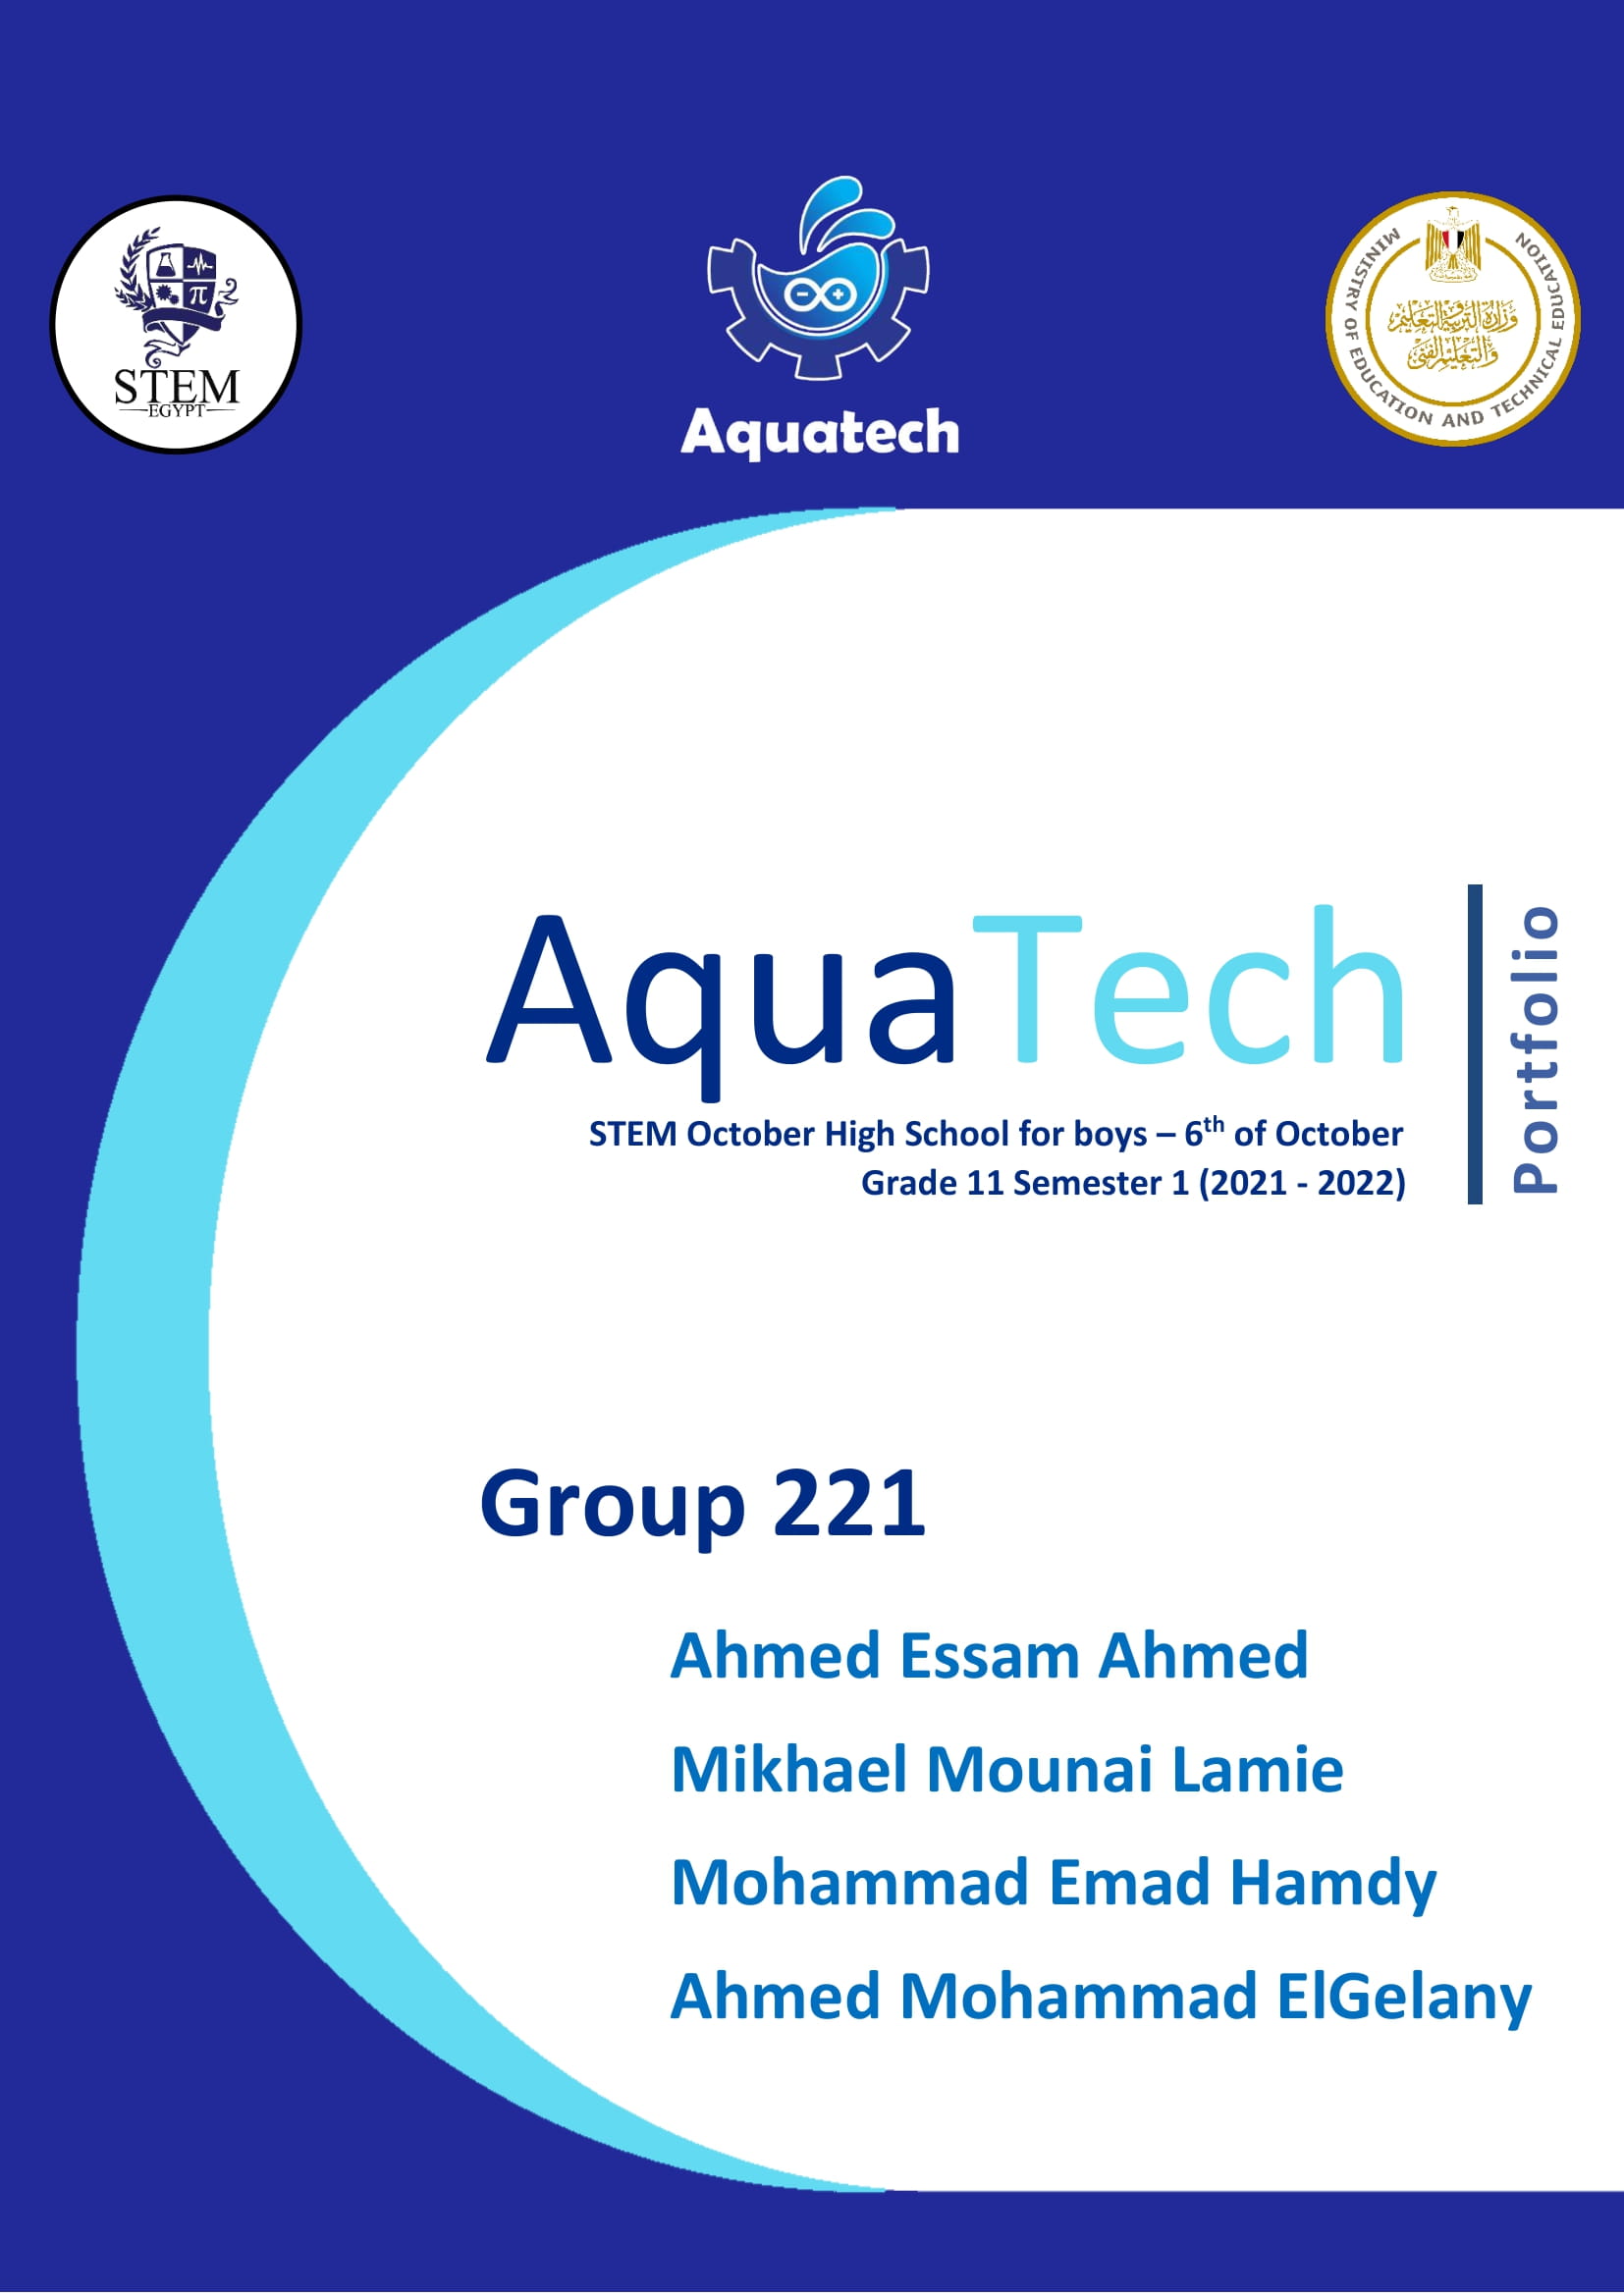 STEM
EGYPT
π
Aquatech
MINISTRY OF EDUCATION AND TECHNICAL EDUCATION
وزارة التربية والتعليم
والتعليم الفني
AquaTech
Portfolio
STEM October High School for boys – 6th of October
Grade 11 Semester 1 (2021 - 2022)
Group 221
Ahmed Essam Ahmed
Mikhael Mounai Lamie
Mohammad Emad Hamdy
Ahmed Mohammad ElGelany